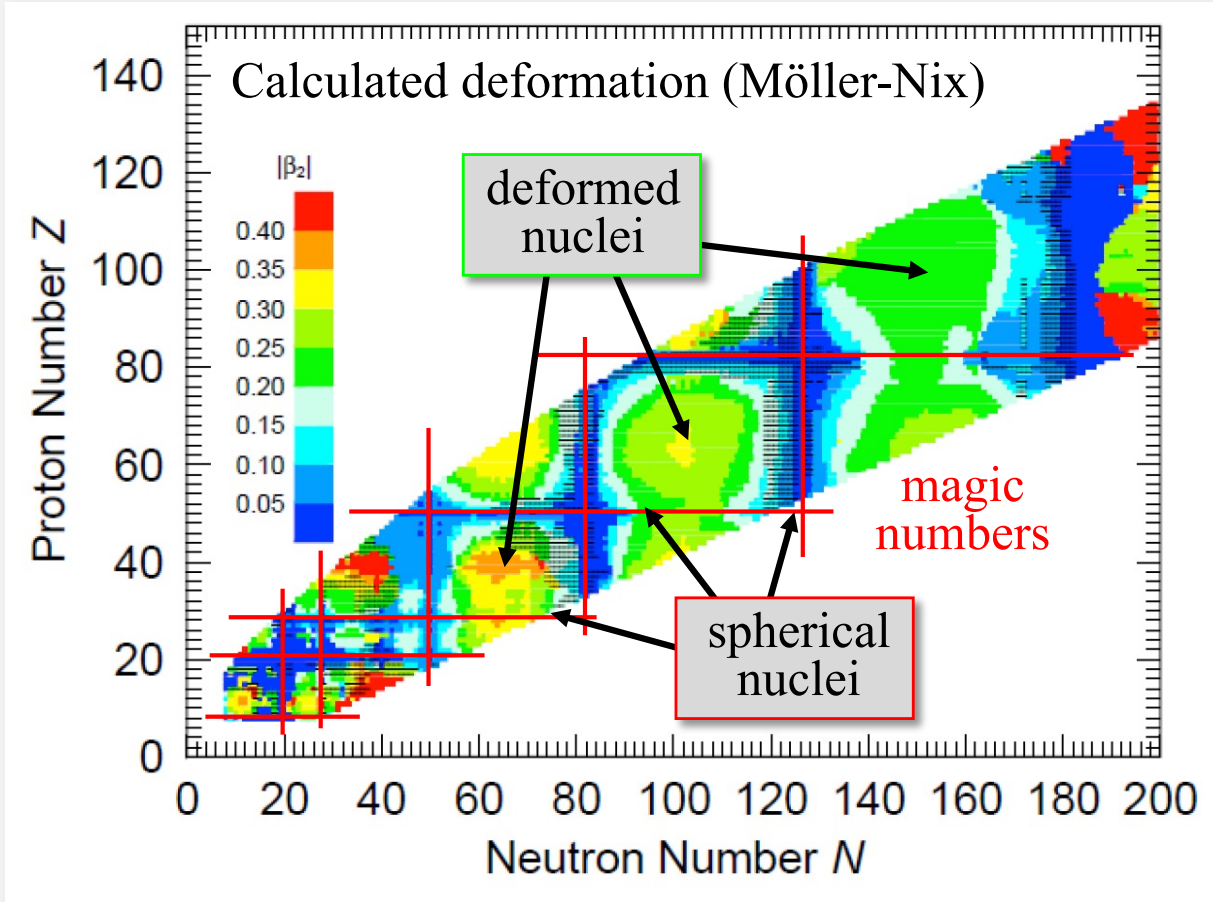 Calculated deformation (Möller-Nix)
|β₂|
0.40
0.35
0.30
0.25
0.20
0.15
0.10
0.05
deformed
nuclei
magic
numbers
spherical
nuclei
Proton Number Z
140
120
100
80
60
40
20
0
0 20 40 60 80 100 120 140 160 180 200
Neutron Number N